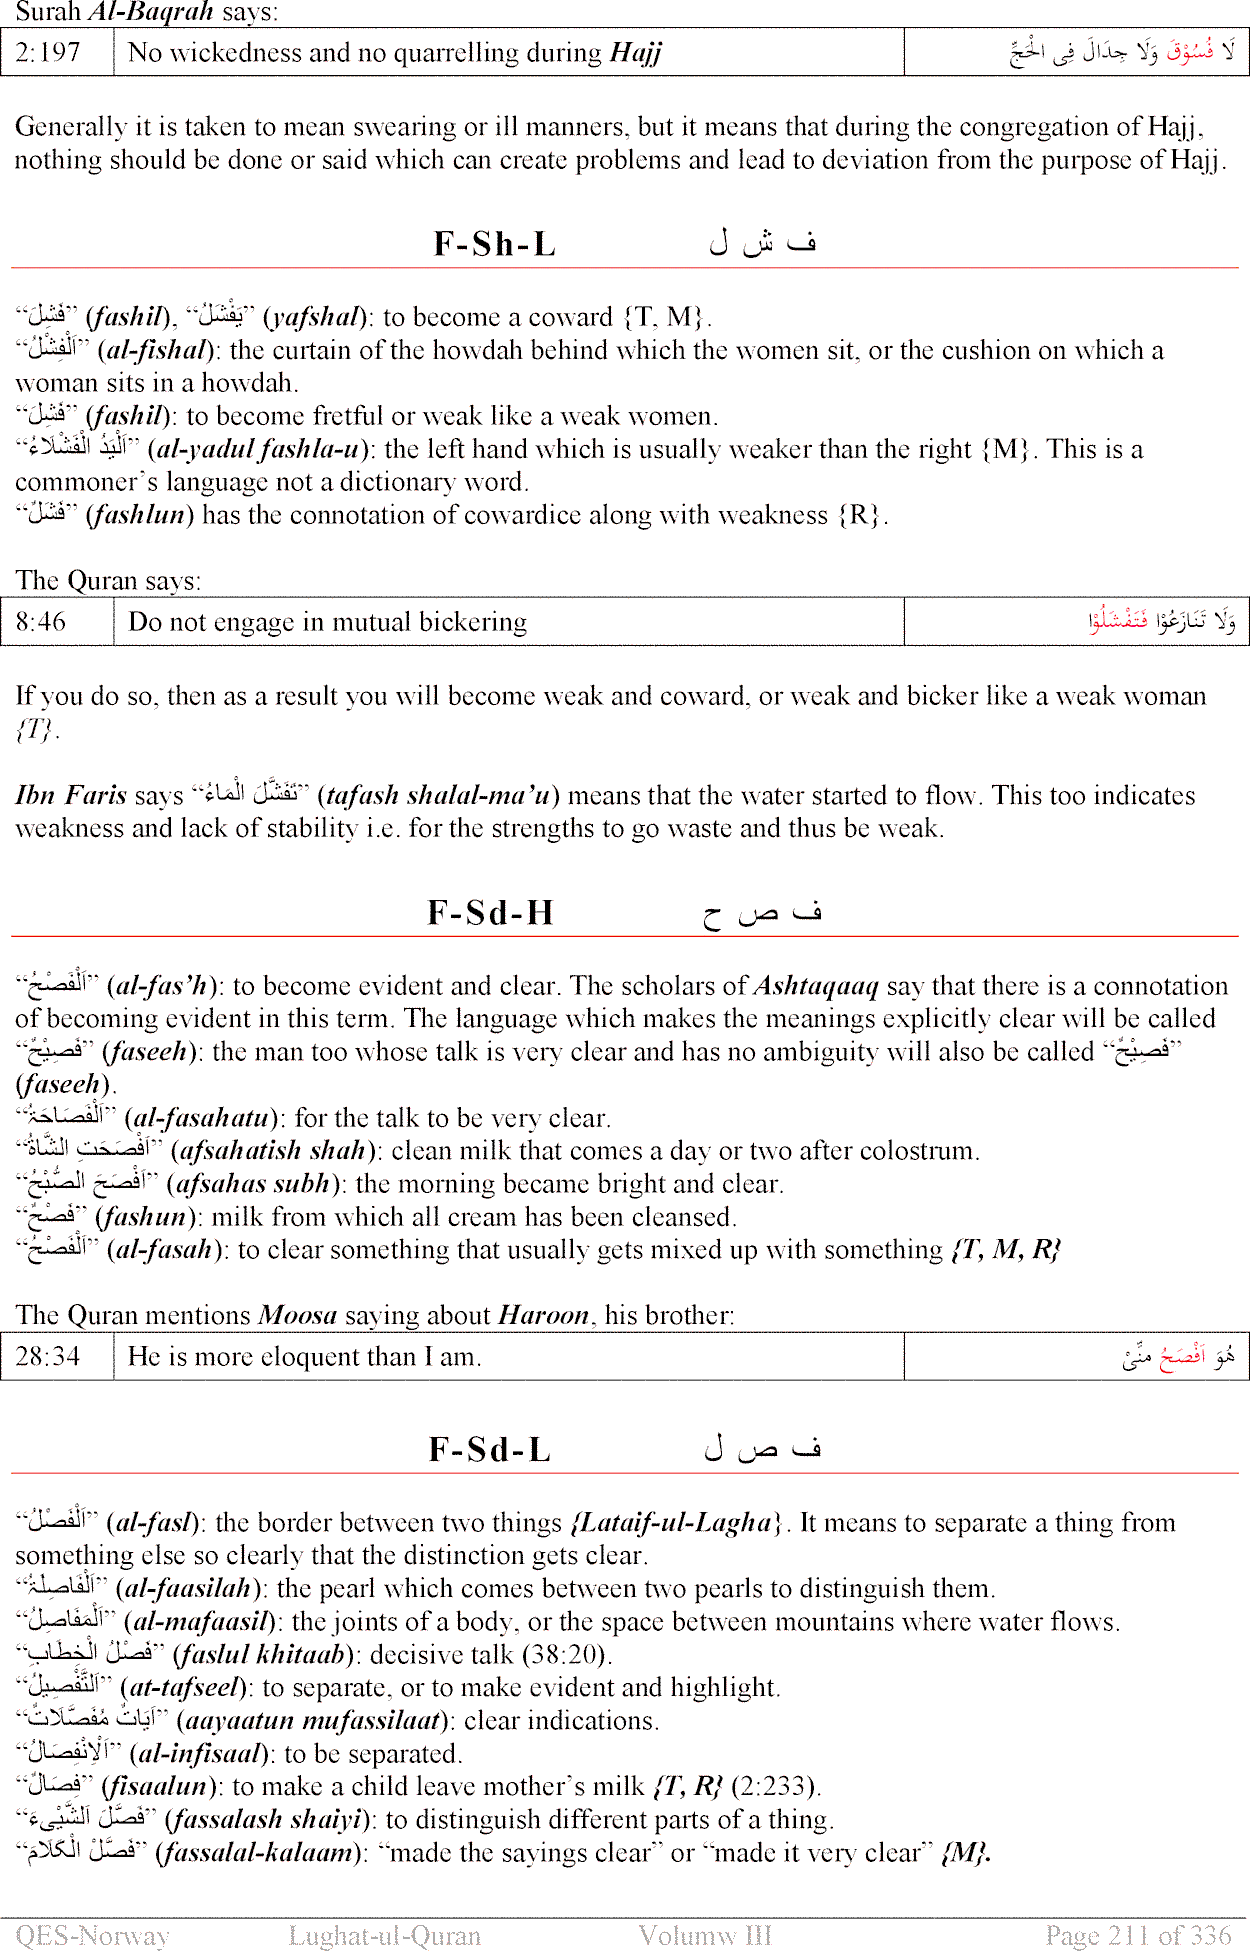 Surah Al-Baqrah says:
2:197 No wickedness and no quarrelling during Hajj لَا فُسُوْقَ وَلَا جِدَالَ فِى الْحَجِّ
Generally it is taken to mean swearing or ill manners, but it means that during the congregation of Hajj,
nothing should be done or said which can create problems and lead to deviation from the purpose of Hajj.
F-Sh-L ف ش ل
“فَشِلَ” (fashil), “يَفْشَلُ” (yafshal): to become a coward {T, M}.
“اَلْفِشْلُ” (al-fishal): the curtain of the howdah behind which the women sit, or the cushion on which a
woman sits in a howdah.
“فَشِلَ” (fashil): to become fretful or weak like a weak women.
“اَلْيَدُ الْفَشْلَاءُ” (al-yadul fashla-u): the left hand which is usually weaker than the right {M}. This is a
commoner’s language not a dictionary word.
“فَشَلٌ” (fashlun) has the connotation of cowardice along with weakness {R}.
The Quran says:
8:46 Do not engage in mutual bickering وَلَا تَنَازَعُوْا فَتَفْشَلُوْا
If you do so, then as a result you will become weak and coward, or weak and bicker like a weak woman
{T}.
Ibn Faris says “تَفَشَّلَ الْمَاءُ” (tafash shalal-ma’u) means that the water started to flow. This too indicates
weakness and lack of stability i.e. for the strengths to go waste and thus be weak.
F-Sd-H ف ص ح
“اَلْفَصْحُ” (al-fas’h): to become evident and clear. The scholars of Ashtaqaaq say that there is a connotation
of becoming evident in this term. The language which makes the meanings explicitly clear will be called
“فَصِيْحٌ” (faseeh): the man too whose talk is very clear and has no ambiguity will also be called “فَصِيْحٌ”
(faseeh).
“اَلْفَصَاحَۃُ” (al-fasahatu): for the talk to be very clear.
“اَفْصَحَتِ الشَّاۃُ” (afsahatish shah): clean milk that comes a day or two after colostrum.
“اَفْصَحَ الصُّبْحُ” (afsahas subh): the morning became bright and clear.
“فَصْحٌ” (fashun): milk from which all cream has been cleansed.
“اَلْفَصْحُ” (al-fasah): to clear something that usually gets mixed up with something {T, M, R}
The Quran mentions Moosa saying about Haroon, his brother:
28:34 He is more eloquent than I am. هُوَ اَفْصَحُ مِنِّىْ
F-Sd-L ف ص ل
“اَلْفَصْلُ” (al-fasl): the border between two things {Lataif-ul-Lagha}. It means to separate a thing from
something else so clearly that the distinction gets clear.
“اَلْفَاصِلَۃُ” (al-faasilah): the pearl which comes between two pearls to distinguish them.
“اَلْمَفَاصِلُ” (al-mafaasil): the joints of a body, or the space between mountains where water flows.
“فَصْلُ الْخِطَابِ” (faslul khitaab): decisive talk (38:20).
“اَلتَّفْصِيلُ” (at-tafseel): to separate, or to make evident and highlight.
“آيَاتٌ مُفَصَّلَاتٌ” (aayaatun mufassilaat): clear indications.
“اَلْاِنْفِصَالُ” (al-infisaal): to be separated.
“فِصَالٌ” (fisaalun): to make a child leave mother’s milk {T, R} (2:233).
“فَصَّلَ اَلشَّیْیءَ” (fassalash shaiyi): to distinguish different parts of a thing.
“فَصَّلْ الْكَلَامَ” (fassalal-kalaam): “made the sayings clear” or “made it very clear” {M}.
QES-Norway Lughat-ul-Quran Volumw III Page 211 of 336